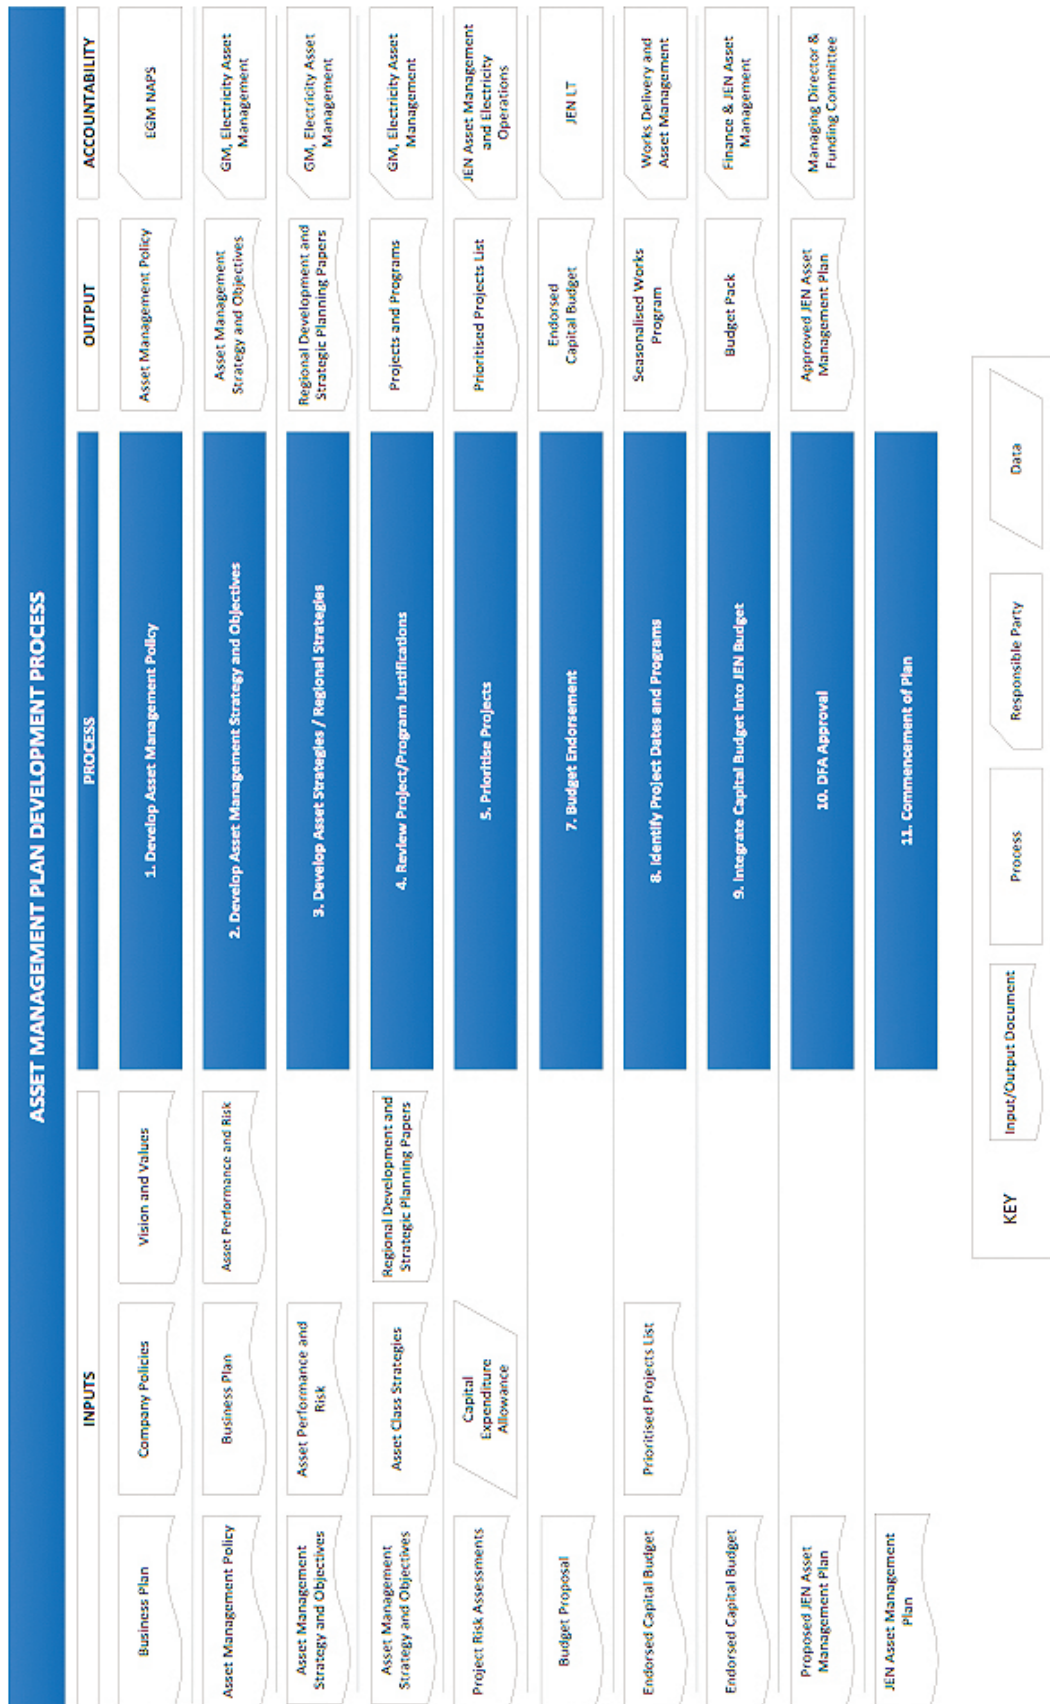 ASSET MANAGEMENT PLAN DEVELOPMENT PROCESS
INPUTS
PROCESS
OUTPUT
ACCOUNTABILITY
Business Plan
Company Policies
Vision and Values
1. Develop Asset Management Policy
Asset Management Policy
EGM NAPS
Asset Management Policy
Business Plan
Asset Performance and Risk
2. Develop Asset Management Strategy and Objectives
Asset Management
Strategy and Objectives
GM, Electricity Asset
Management
Asset Management
Strategy and Objectives
Asset Performance and
Risk
3. Develop Asset Strategies / Regional Strategies
Regional Development and
Strategic Planning Papers
GM, Electricity Asset
Management
Asset Management
Strategy and Objectives
Asset Class Strategies
Regional Development and
Strategic Planning Papers
4. Review Project/Program Justifications
Projects and Programs
GM, Electricity Asset
Management
Project Risk Assessments
Capital
Expenditure
Allowance
5. Prioritise Projects
Prioritised Projects List
JEN Asset Management
and Electricity
Operations
Budget Proposal
7. Budget Endorsement
Endorsed
Capital Budget
JEN LT
Endorsed Capital Budget
Prioritised Projects List
8. Identify Project Dates and Programs
Seasonalised Works
Program
Works Delivery and
Asset Management
Endorsed Capital Budget
9. Integrate Capital Budget Into JEN Budget
Budget Pack
Finance & JEN Asset
Management
Proposed JEN Asset
Management Plan
10. DFA Approval
Approved JEN Asset
Management Plan
Managing Director &
Funding Committee
JEN Asset Management
Plan
11. Commencement of Plan
KEY
Input/Output Document
Process
Responsible Party
Data